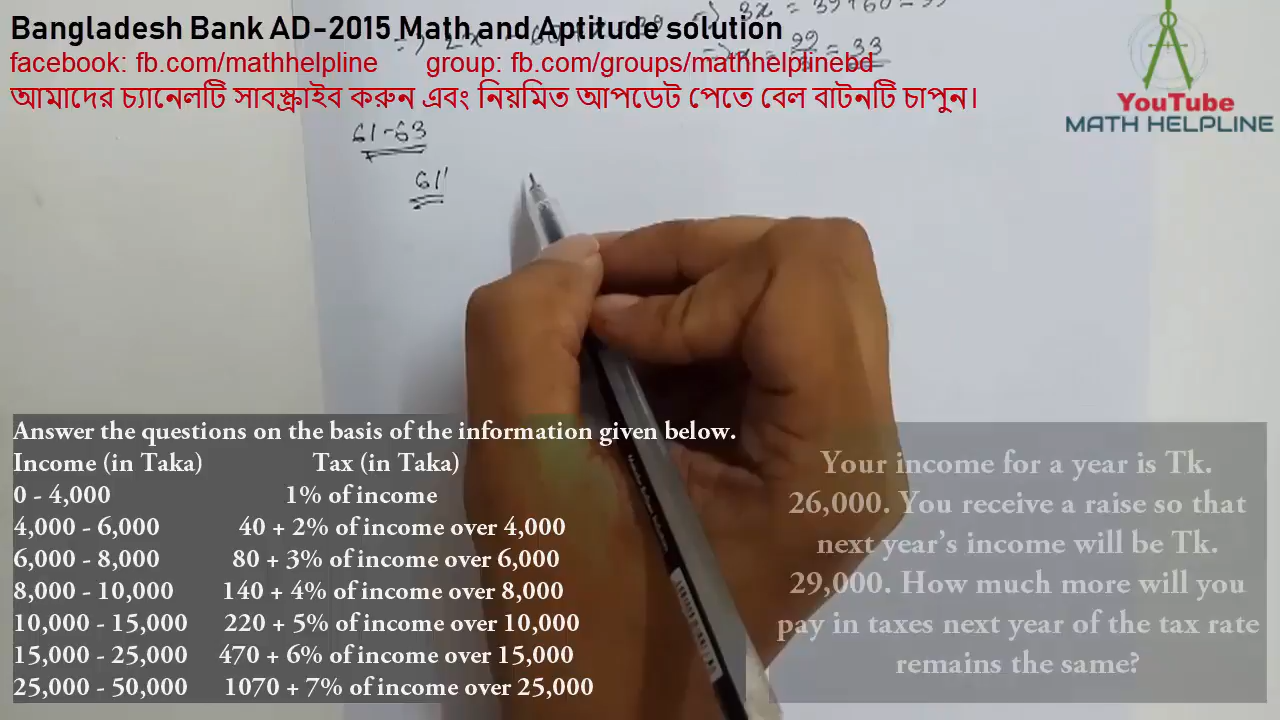 Bangladesh Bank AD-2015 Math and Aptitude solution
facebook: fb.com/mathhelpline group: fb.com/groups/mathhelplinebd
আমাদের চ্যানেলটি সাবস্ক্রাইব করুন এবং নিয়মিত আপডেট পেতে বেল বাটনটি চাপুন।
YouTube
MATH HELPLINE
61-63
61
Answer the questions on the basis of the information given below.
Income (in Taka) Tax (in Taka)
0 - 4,000 1% of income
4,000 - 6,000 40 + 2% of income over 4,000
6,000 - 8,000 80 + 3% of income over 6,000
8,000 - 10,000 140 + 4% of income over 8,000
10,000 - 15,000 220 + 5% of income over 10,000
15,000 - 25,000 470 + 6% of income over 15,000
25,000 - 50,000 1070 + 7% of income over 25,000
Your income for a year is Tk.
26,000. You receive a raise so that
next year's income will be Tk.
29,000. How much more will you
pay in taxes next year of the tax rate
remains the same?